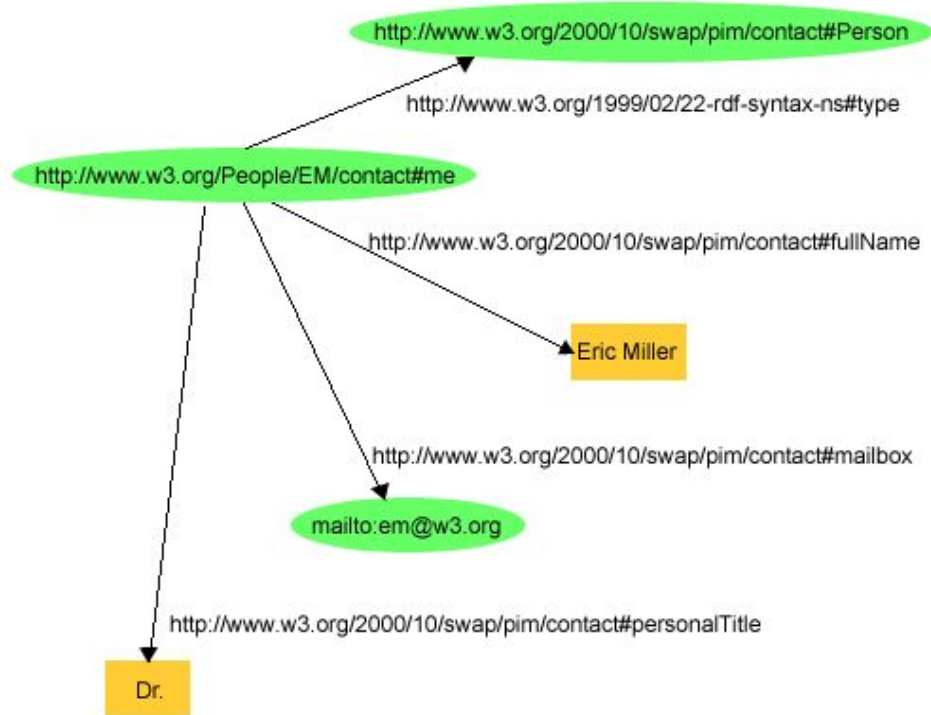 http://www.w3.org/2000/10/swap/pim/contact#Person
http://www.w3.org/1999/02/22-rdf-syntax-ns#type
http://www.w3.org/People/EM/contact#me
http://www.w3.org/2000/10/swap/pim/contact#fullName
Eric Miller
http://www.w3.org/2000/10/swap/pim/contact#mailbox
mailto:em@w3.org
http://www.w3.org/2000/10/swap/pim/contact#personalTitle
Dr.